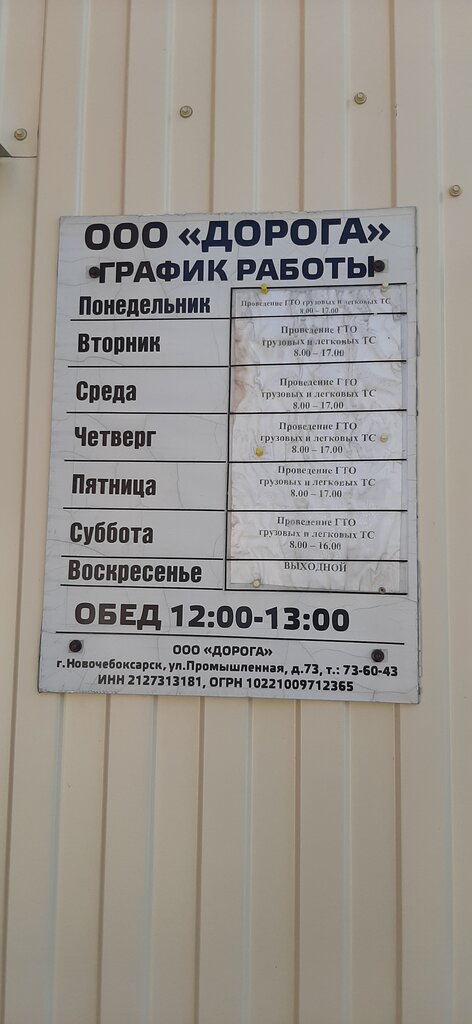 ООО «ДОРОГА»
ГРАФИК РАБОТЫ
Понедельник
Проведение ГТО грузовых и легковых ТС
8.00 – 17.00
Вторник
Проведение ГТО
грузовых и легковых ТС
8.00 – 17.00
Среда
Проведение ГТО
грузовых и легковых ТС
8.00 – 17.00
Четверг
Проведение ГТО
грузовых и легковых ТС
8.00 – 17.00
Пятница
Проведение ГТО
грузовых и легковых ТС
8.00 – 17.00
Суббота
Проведение ГТО
грузовых и легковых ТС
8.00 – 16.00
Воскресенье
ВЫХОДНОЙ
ОБЕД 12:00-13:00
ООО «ДОРОГА»
г.Новочебоксарск, ул.Промышленная, д.73, т.: 73-60-43
ИНН 2127313181, ОГРН 10221009712365